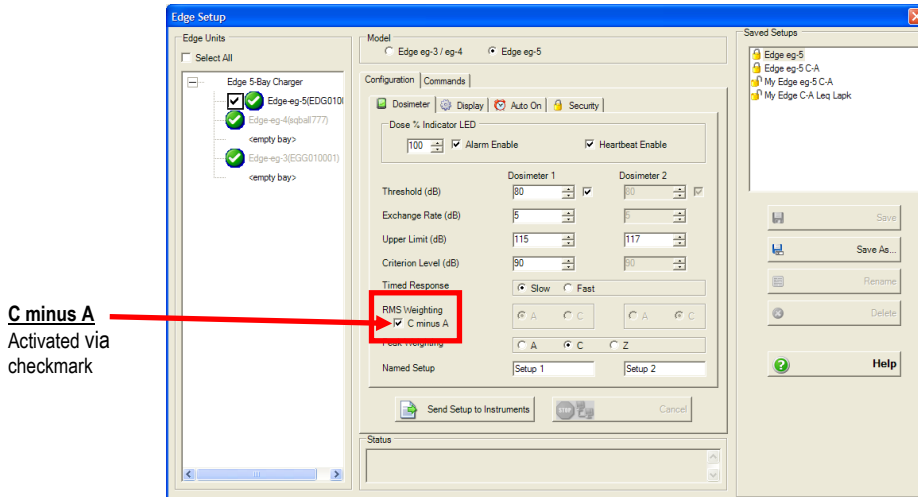 Edge Setup
Edge Units
Select All
Edge 5-Bay Charger
Edge-eg-5(EDG010
Edge-eg-4(sqball777)
<empty bay>
Edge-eg-3(EGG010001)
<empty bay>
Model
Edge eg-3 / eg-4
Edge eg-5
Configuration
Commands
Dosimeter
Display
Auto On
Security
Dose % Indicator LED
100
Alarm Enable
Heartbeat Enable
Dosimeter 1
Dosimeter 2
Threshold (dB)
80
80
Exchange Rate (dB)
5
5
Upper Limit (dB)
115
117
Criterion Level (dB)
90
90
Timed Response
Slow
Fast
RMS Weighting
C minus A
A
C
A
C
Peak Weighting
A
C
Z
Named Setup
Setup 1
Setup 2
Send Setup to Instruments
STOP
Cancel
Status
Saved Setups
Edge eg-5
Edge eg-5 C-A
My Edge eg-5 C-A
My Edge C-A Leq Lapk
Save
Save As...
Rename
Delete
Help
C minus A
Activated via
checkmark